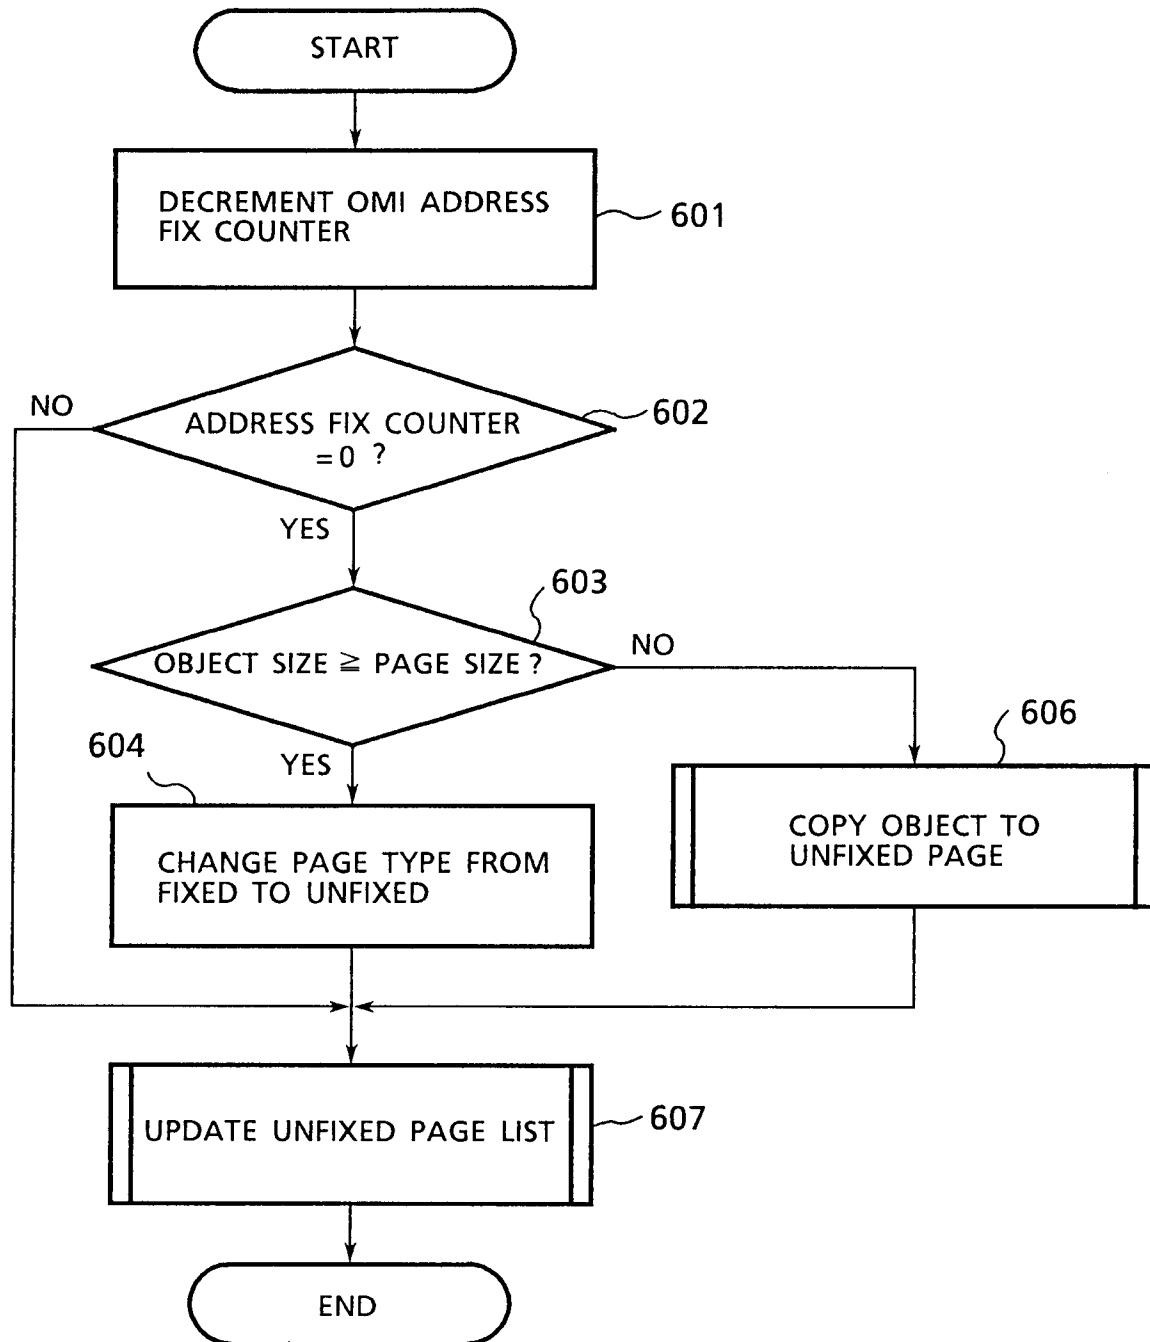 START
DECREMENT OMI ADDRESS
FIX COUNTER
601
NO
ADDRESS FIX COUNTER
=0 ?
602
YES
603
OBJECT SIZE ≧ PAGE SIZE ?
NO
604
YES
606
CHANGE PAGE TYPE FROM
FIXED TO UNFIXED
COPY OBJECT TO
UNFIXED PAGE
UPDATE UNFIXED PAGE LIST
607
END